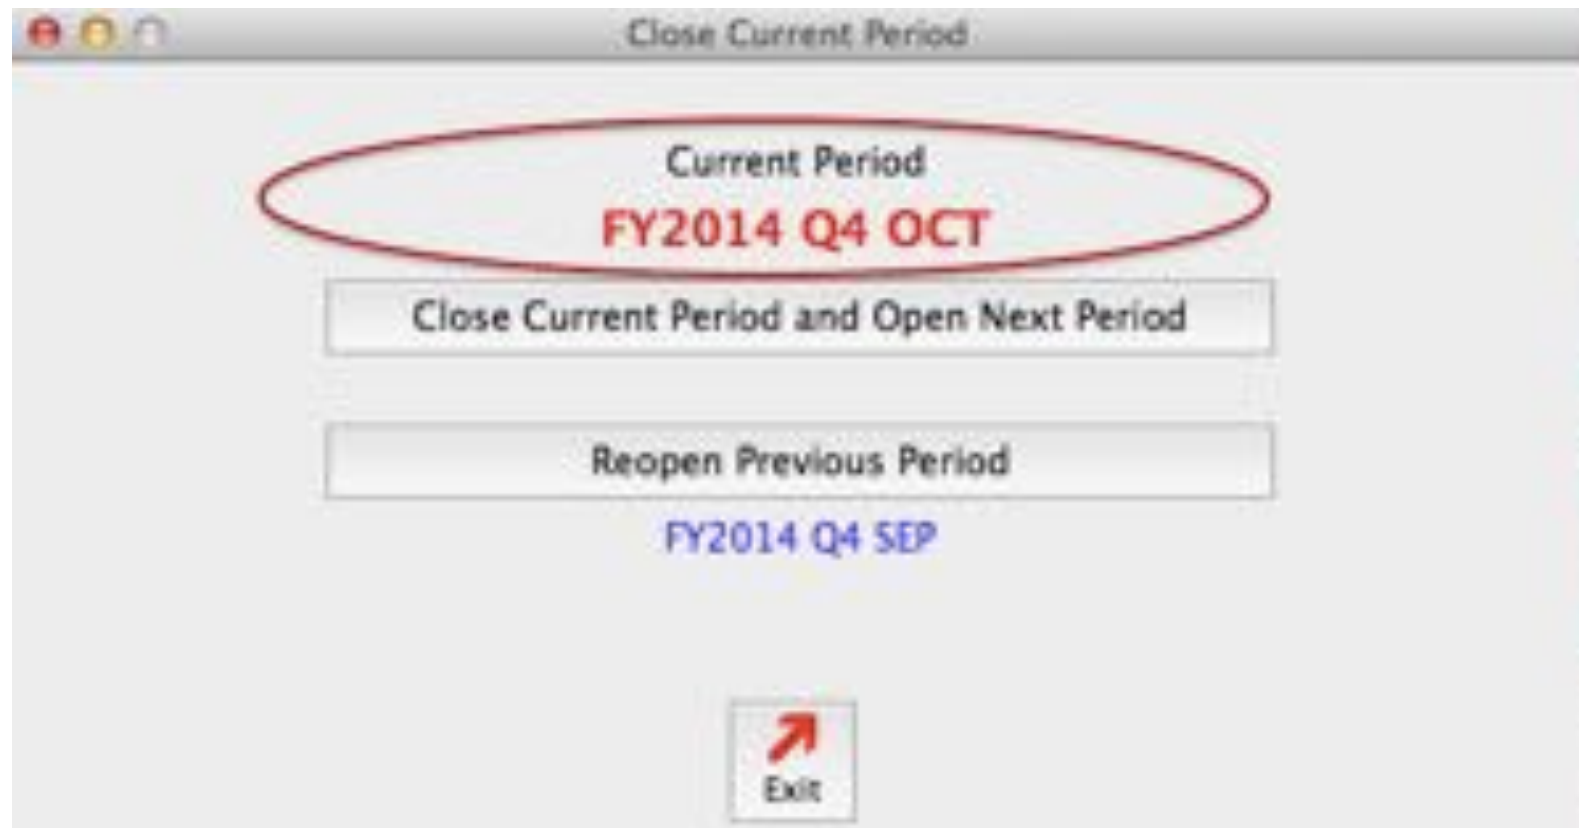 Close Current Period
Current Period
FY2014 Q4 OCT
Close Current Period and Open Next Period
Reopen Previous Period
FY2014 Q4 SEP
Exit